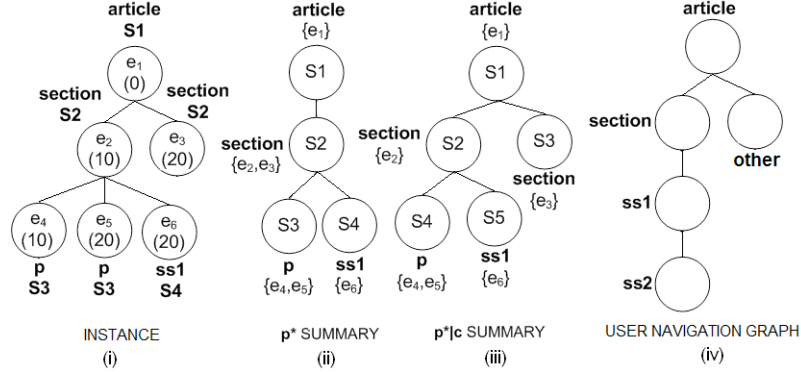 article
S1
e1
(0)
section
S2
section
S2
e2
(10)
e3
(20)
e4
(10)
e5
(20)
e6
(20)
p
S3
p
S3
ss1
S4
INSTANCE
(i)
article
{e1}
S1
section
{e2,e3}
S2
S3
S4
p
{e4,e5}
ss1
{e6}
p* SUMMARY
(ii)
article
{e1}
S1
section
{e2}
S2
S3
section
{e3}
S4
S5
p
{e4,e5}
ss1
{e6}
p*|c SUMMARY
(iii)
article
section
other
ss1
ss2
USER NAVIGATION GRAPH
(iv)